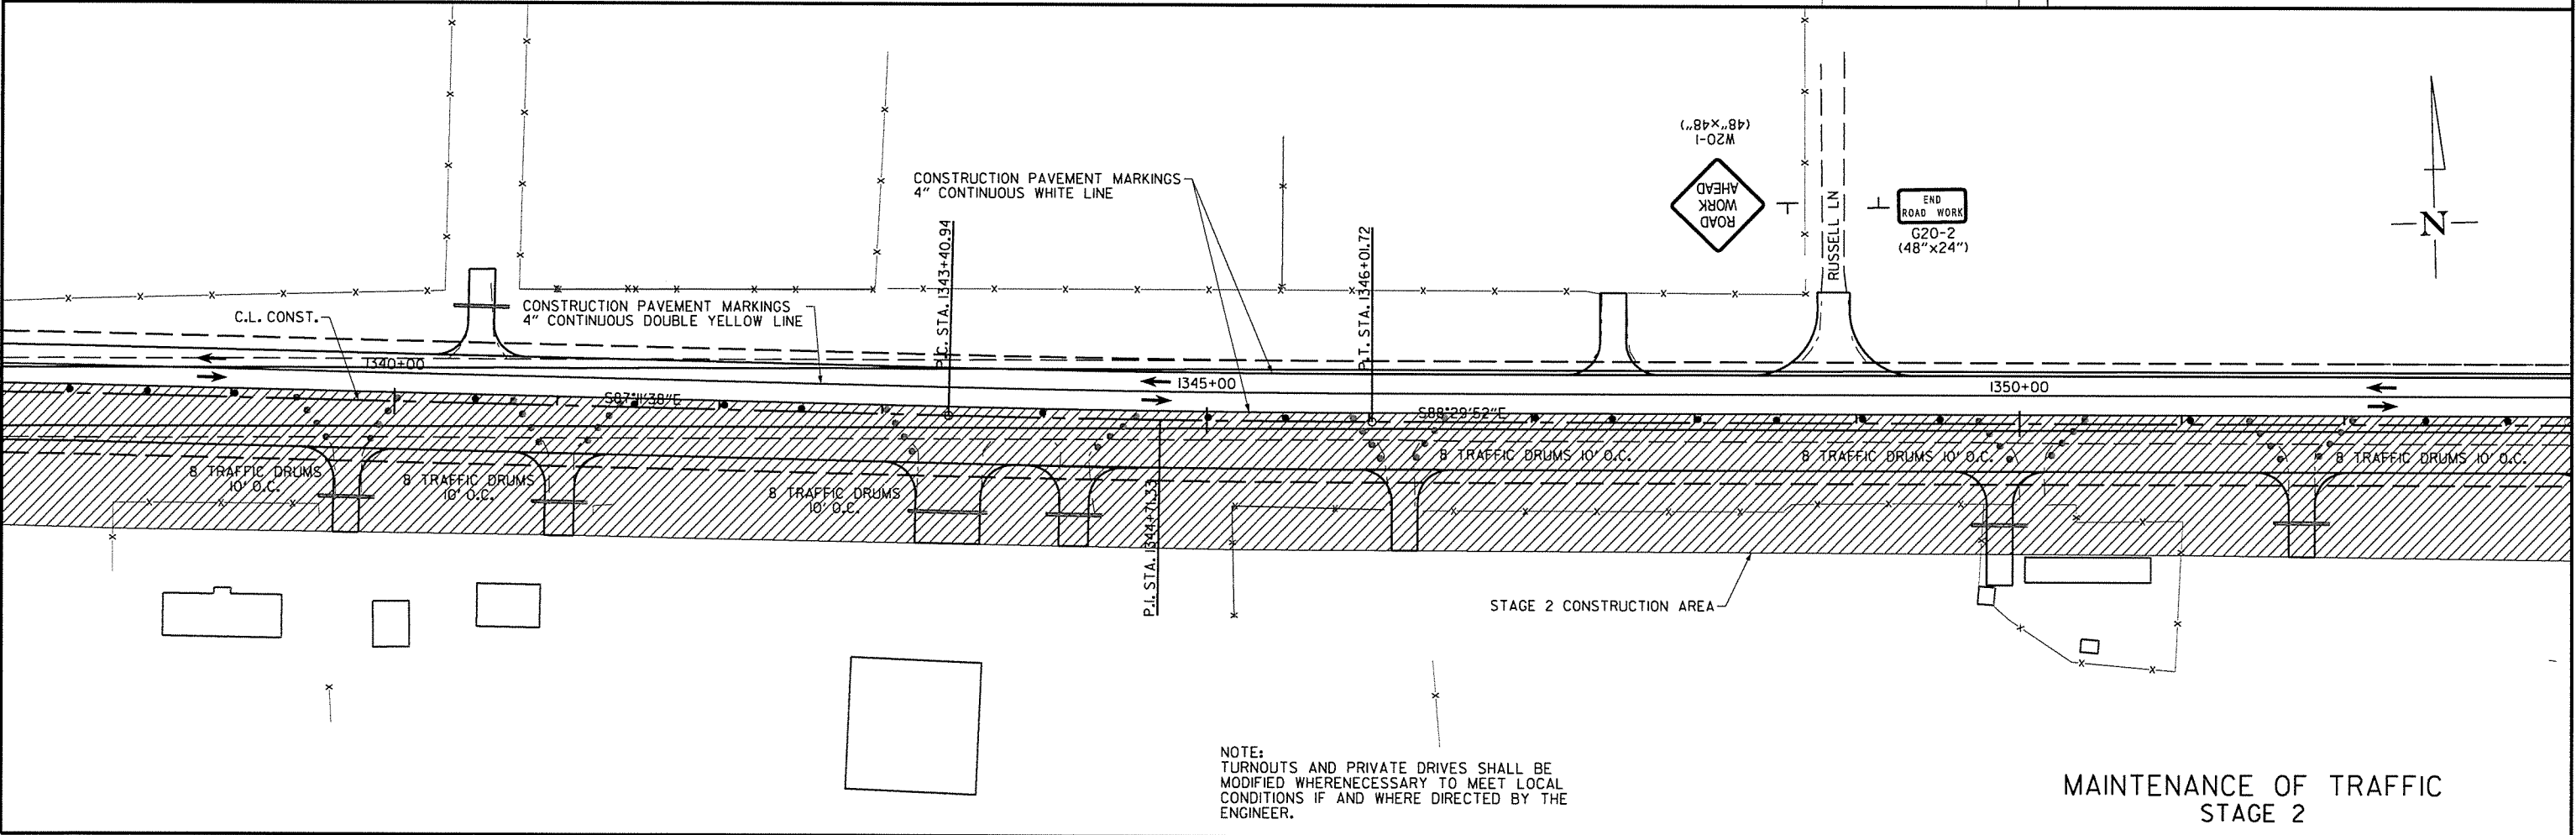 W20-1
(48"x48")
ROAD
WORK
AHEAD
RUSSELL LN
END
ROAD WORK
G20-2
(48"x24")
N
CONSTRUCTION PAVEMENT MARKINGS
4" CONTINUOUS WHITE LINE
P.C. STA. 1343+40.94
P.T. STA. 1346+01.72
C.L. CONST.
CONSTRUCTION PAVEMENT MARKINGS
4" CONTINUOUS DOUBLE YELLOW LINE
1340+00
1345+00
1350+00
S87°11'38"E
S88°29'52"E
8 TRAFFIC DRUMS
10' O.C.
8 TRAFFIC DRUMS
10' O.C.
8 TRAFFIC DRUMS
10' O.C.
8 TRAFFIC DRUMS 10' O.C.
8 TRAFFIC DRUMS 10' O.C.
8 TRAFFIC DRUMS 10' O.C.
P.I. STA. 1344+71.33
STAGE 2 CONSTRUCTION AREA
NOTE:
TURNOUTS AND PRIVATE DRIVES SHALL BE
MODIFIED WHERENECESSARY TO MEET LOCAL
CONDITIONS IF AND WHERE DIRECTED BY THE
ENGINEER.
MAINTENANCE OF TRAFFIC
STAGE 2